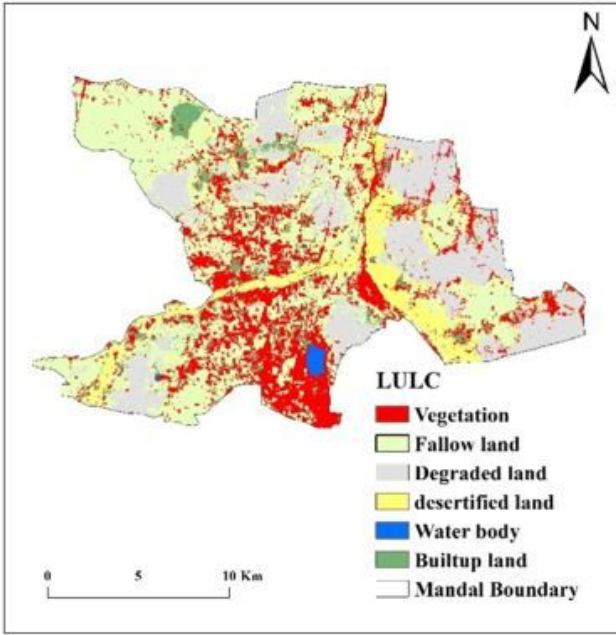 N
LULC
Vegetation
Fallow land
Degraded land
desertified land
Water body
Builtup land
Mandal Boundary
0 5 10 Km